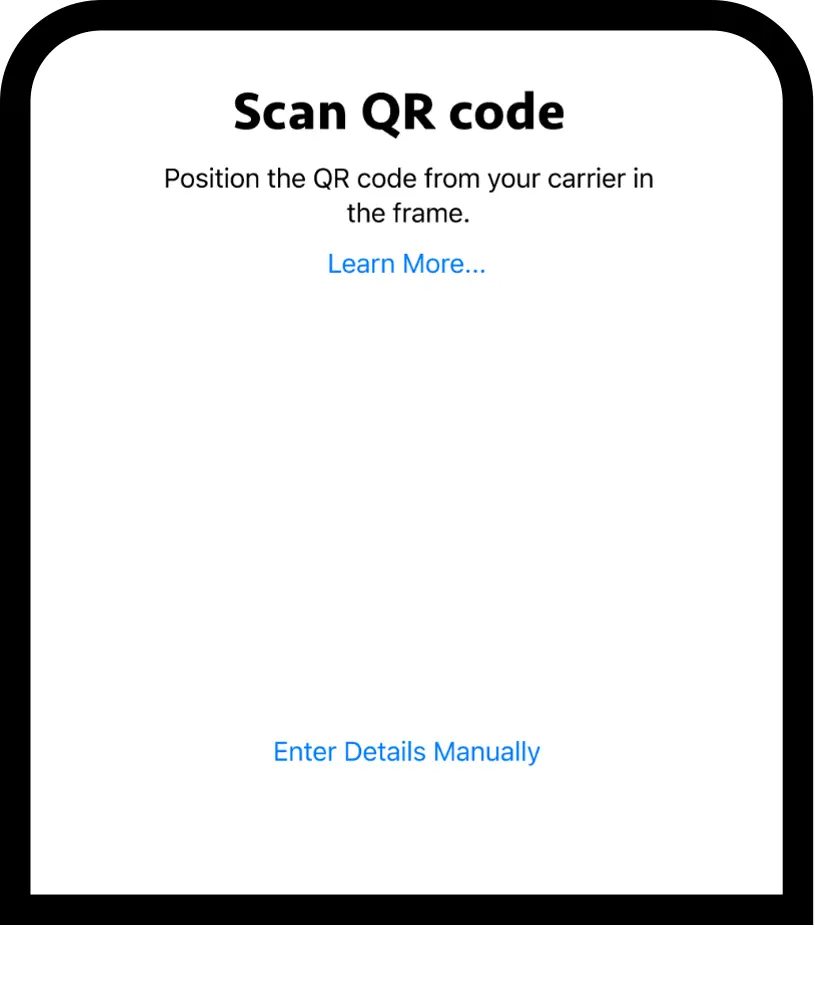 Scan QR code
Position the QR code from your carrier in
the frame.
Learn More...
Enter Details Manually